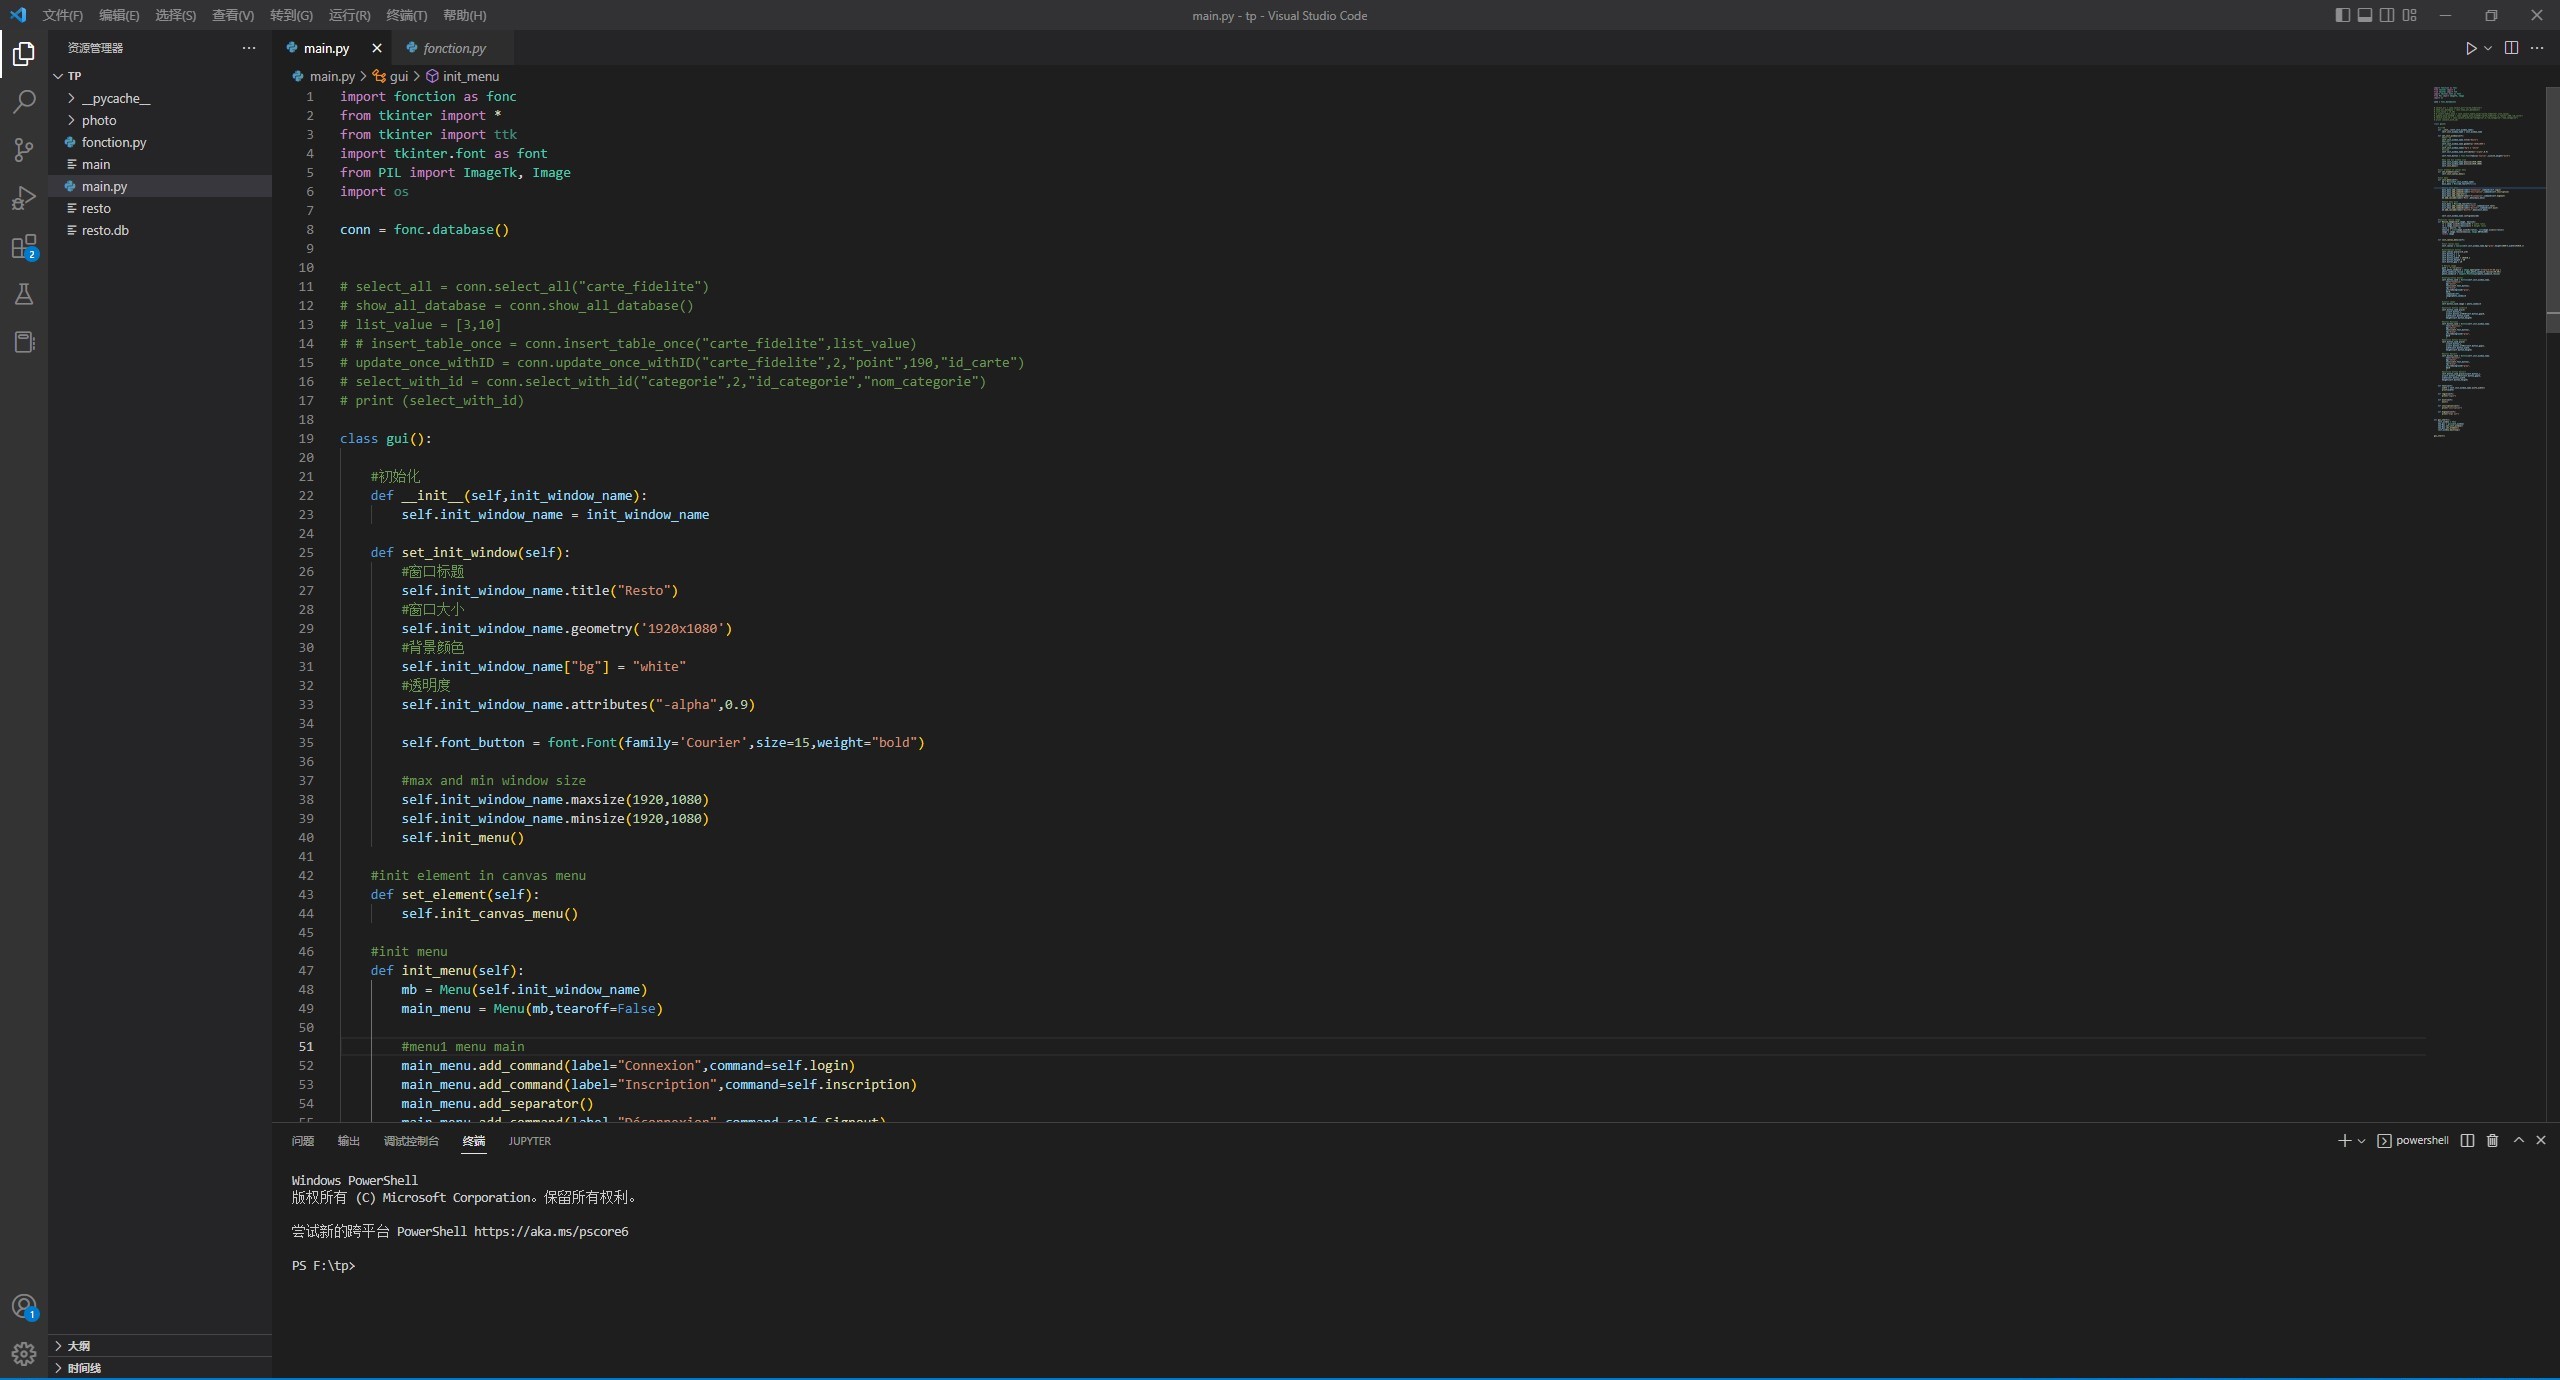 文件(F) 编辑(E) 选择(S) 查看(V) 转到(G) 运行(R) 终端(T) 帮助(H)
main.py - tp - Visual Studio Code
资源管理器
main.py
fonction.py
TP
__pycache__
photo
fonction.py
main
main.py
resto
resto.db
2
1
大纲
时间线
main.py > gui > init_menu
1 import fonction as fonc
2 from tkinter import *
3 from tkinter import ttk
4 import tkinter.font as font
5 from PIL import ImageTk, Image
6 import os
7
8 conn = fonc.database()
9
10
11 # select_all = conn.select_all("carte_fidelite")
12 # show_all_database = conn.show_all_database()
13 # list_value = [3,10]
14 # # insert_table_once = conn.insert_table_once("carte_fidelite",list_value)
15 # update_once_withID = conn.update_once_withID("carte_fidelite",2,"point",190,"id_carte")
16 # select_with_id = conn.select_with_id("categorie",2,"id_categorie","nom_categorie")
17 # print (select_with_id)
18
19 class gui():
20
21 #初始化
22 def __init__(self,init_window_name):
23 self.init_window_name = init_window_name
24
25 def set_init_window(self):
26 #窗口标题
27 self.init_window_name.title("Resto")
28 #窗口大小
29 self.init_window_name.geometry('1920x1080')
30 #背景颜色
31 self.init_window_name["bg"] = "white"
32 #透明度
33 self.init_window_name.attributes("-alpha",0.9)
34
35 self.font_button = font.Font(family='Courier',size=15,weight="bold")
36
37 #max and min window size
38 self.init_window_name.maxsize(1920,1080)
39 self.init_window_name.minsize(1920,1080)
40 self.init_menu()
41
42 #init element in canvas menu
43 def set_element(self):
44 self.init_canvas_menu()
45
46 #init menu
47 def init_menu(self):
48 mb = Menu(self.init_window_name)
49 main_menu = Menu(mb,tearoff=False)
50
51 #menu1 menu main
52 main_menu.add_command(label="Connexion",command=self.login)
53 main_menu.add_command(label="Inscription",command=self.inscription)
54 main_menu.add_separator()
55 main_menu.add_command(label="Déconnexion",command=self.Signout)
问题 输出 调试控制台 终端 JUPYTER
powershell
Windows PowerShell
版权所有 (C) Microsoft Corporation。保留所有权利。
尝试新的跨平台 PowerShell https://aka.ms/pscore6
PS F:\tp>